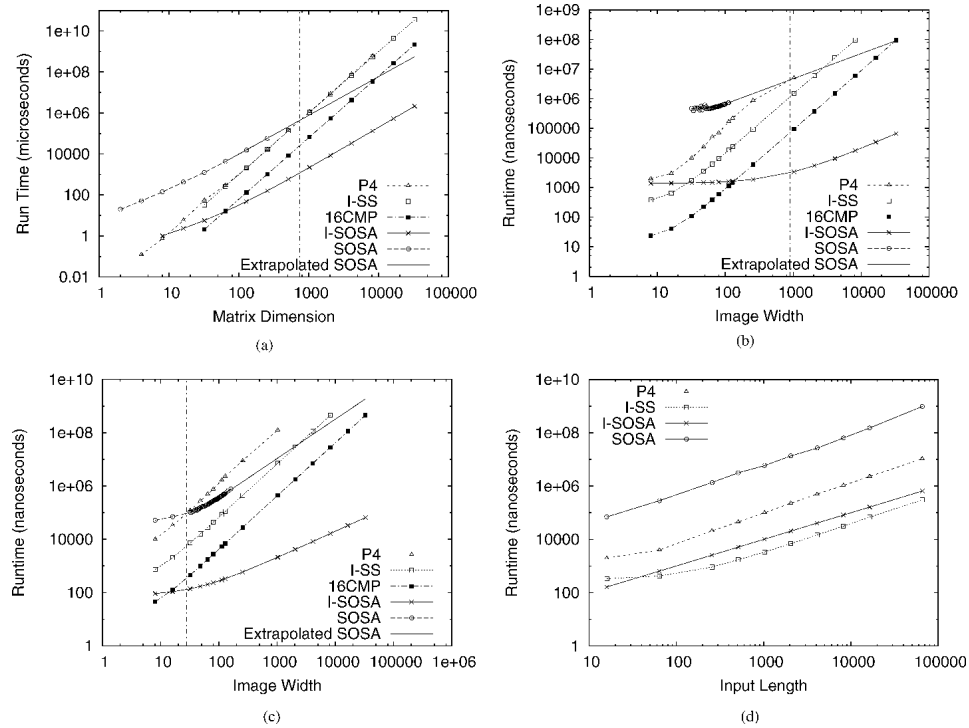 1e+10
1e+08
1e+06
10000
100
1
0.01
Run Time (microseconds)
P4
I-SS
16CMP
I-SOSA
SOSA
Extrapolated SOSA
1 10 100 1000 10000 100000
Matrix Dimension
(a)
1e+09
1e+08
1e+07
1e+06
100000
10000
1000
100
10
1
Runtime (nanoseconds)
P4
I-SS
16CMP
I-SOSA
SOSA
Extrapolated SOSA
1 10 100 1000 10000 100000
Image Width
(b)
1e+10
1e+08
1e+06
10000
100
1
Runtime (nanoseconds)
P4
I-SS
16CMP
I-SOSA
SOSA
Extrapolated SOSA
1 10 100 1000 10000 100000 1e+06
Image Width
(c)
1e+10
1e+08
1e+06
10000
100
1
Runtime (nanoseconds)
P4
I-SS
I-SOSA
SOSA
10 100 1000 10000 100000
Input Length
(d)